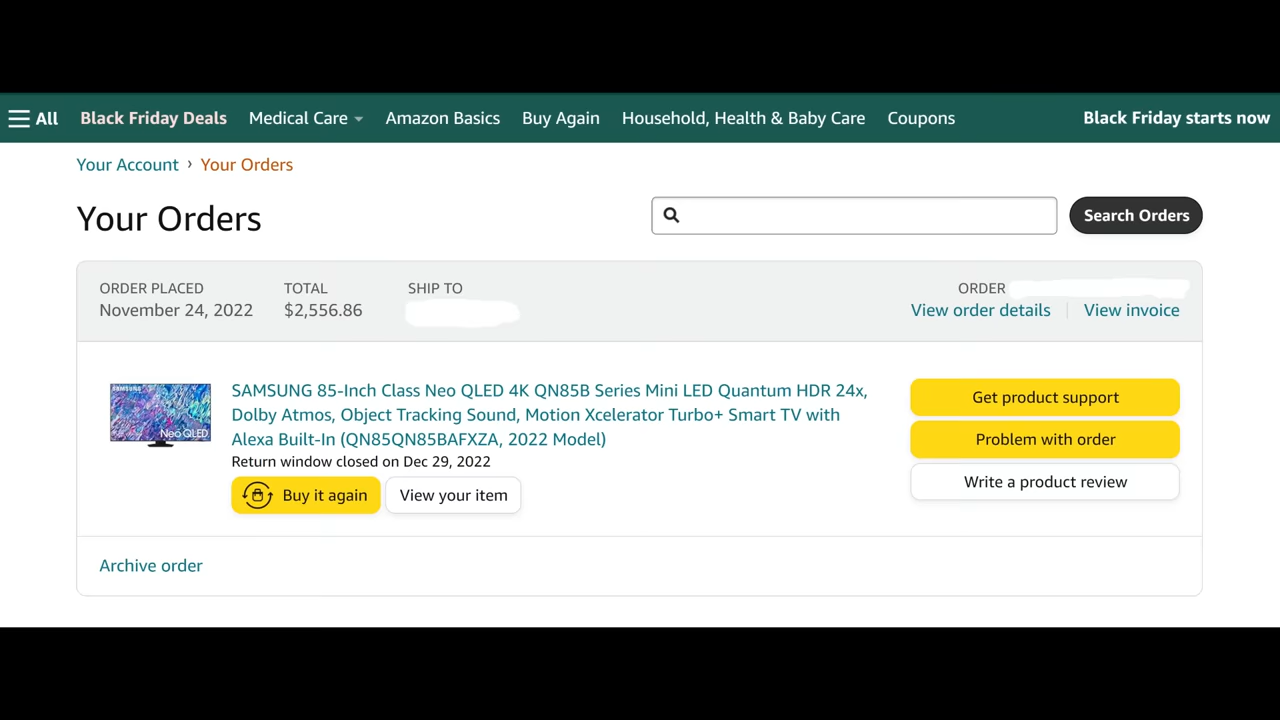 All Black Friday Deals Medical Care Amazon Basics Buy Again Household, Health & Baby Care Coupons Black Friday starts now
Your Account › Your Orders
Your Orders
Search Orders
ORDER PLACED TOTAL SHIP TO ORDER
November 24, 2022 $2,556.86 View order details View invoice
SAMSUNG
Neo QLED
SAMSUNG 85-Inch Class Neo QLED 4K QN85B Series Mini LED Quantum HDR 24x,
Dolby Atmos, Object Tracking Sound, Motion Xcelerator Turbo+ Smart TV with
Alexa Built-In (QN85QN85BAFXZA, 2022 Model)
Return window closed on Dec 29, 2022
Buy it again View your item
Get product support
Problem with order
Write a product review
Archive order